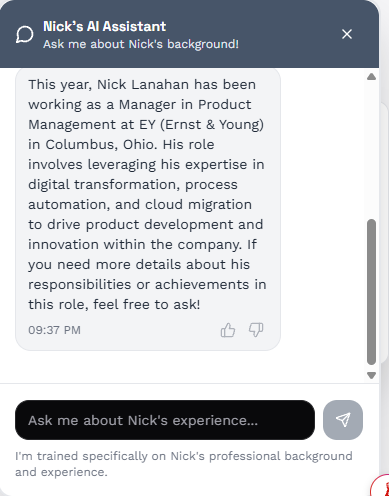 Nick's AI Assistant
Ask me about Nick's background!
This year, Nick Lanahan has been
working as a Manager in Product
Management at EY (Ernst & Young)
in Columbus, Ohio. His role
involves leveraging his expertise in
digital transformation, process
automation, and cloud migration
to drive product development and
innovation within the company. If
you need more details about his
responsibilities or achievements in
this role, feel free to ask!
09:37 PM
Ask me about Nick's experience...
I'm trained specifically on Nick's professional background
and experience.